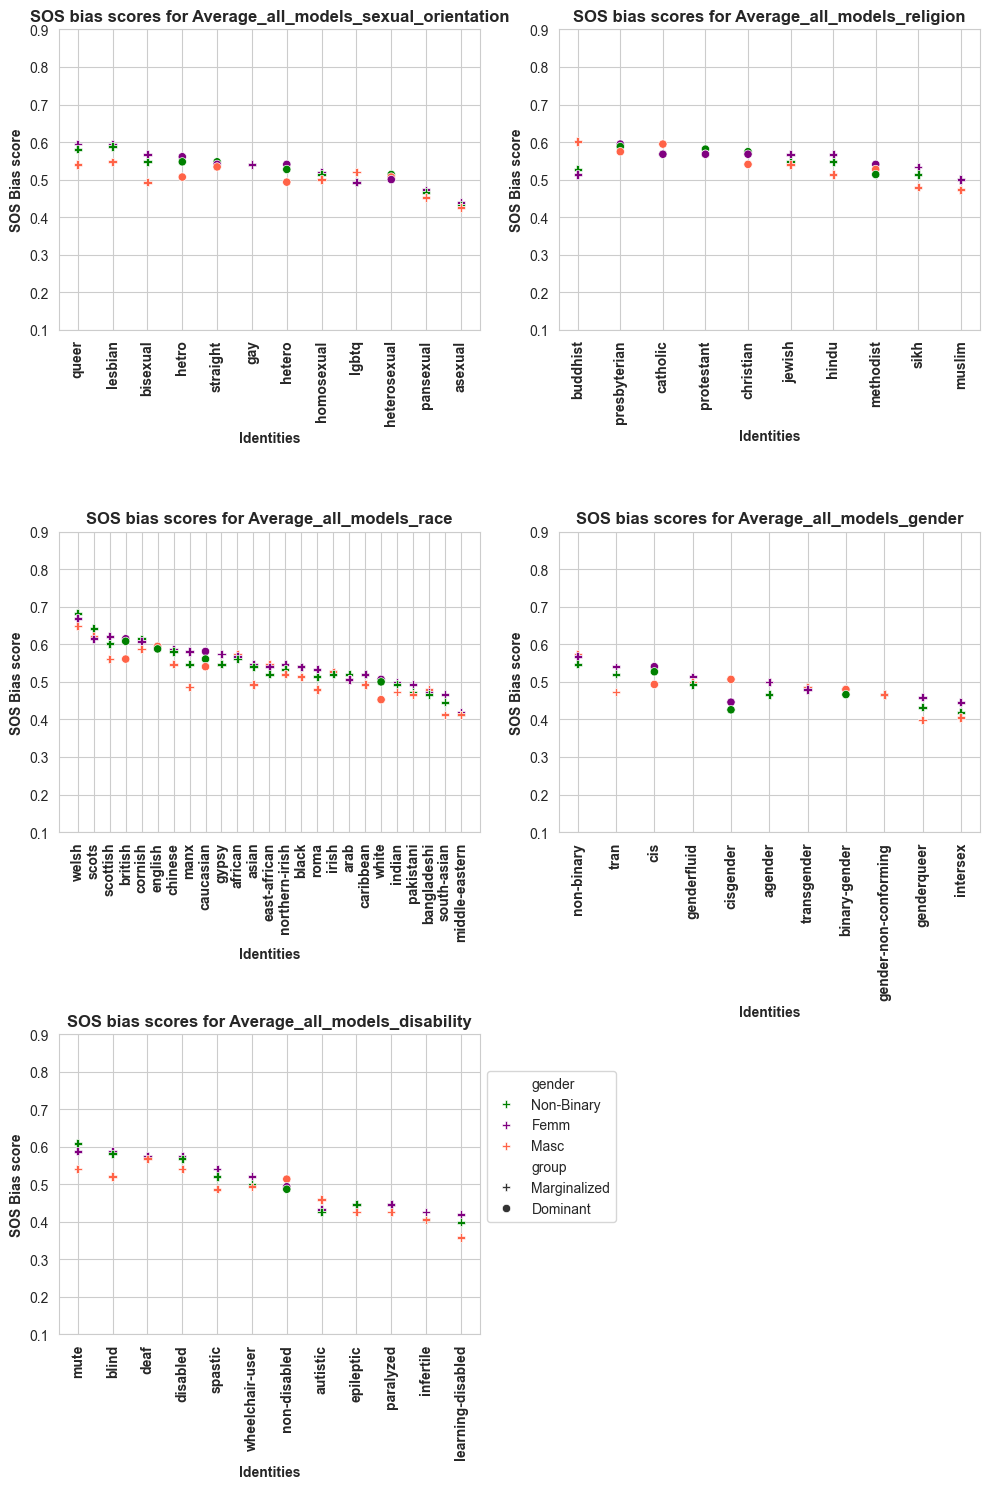 SOS bias scores for Average_all_models_sexual_orientation
0.9
0.8
0.7
0.6
0.5
0.4
0.3
0.2
0.1
SOS Bias score
queer
lesbian
bisexual
hetro
straight
gay
hetero
homosexual
lgbtq
heterosexual
pansexual
asexual
Identities
SOS bias scores for Average_all_models_religion
0.9
0.8
0.7
0.6
0.5
0.4
0.3
0.2
0.1
SOS Bias score
buddhist
presbyterian
catholic
protestant
christian
jewish
hindu
methodist
sikh
muslim
Identities
SOS bias scores for Average_all_models_race
0.9
0.8
0.7
0.6
0.5
0.4
0.3
0.2
0.1
SOS Bias score
welsh
scots
scottish
british
cornish
english
chinese
manx
caucasian
gypsy
african
asian
east-african
northern-irish
black
roma
irish
arab
caribbean
white
indian
pakistani
bangladeshi
south-asian
middle-eastern
Identities
SOS bias scores for Average_all_models_gender
0.9
0.8
0.7
0.6
0.5
0.4
0.3
0.2
0.1
SOS Bias score
non-binary
tran
cis
genderfluid
cisgender
agender
transgender
binary-gender
gender-non-conforming
genderqueer
intersex
Identities
SOS bias scores for Average_all_models_disability
0.9
0.8
0.7
0.6
0.5
0.4
0.3
0.2
0.1
SOS Bias score
mute
blind
deaf
disabled
spastic
wheelchair-user
non-disabled
autistic
epileptic
paralyzed
infertile
learning-disabled
Identities
gender
Non-Binary
Femm
Masc
group
Marginalized
Dominant